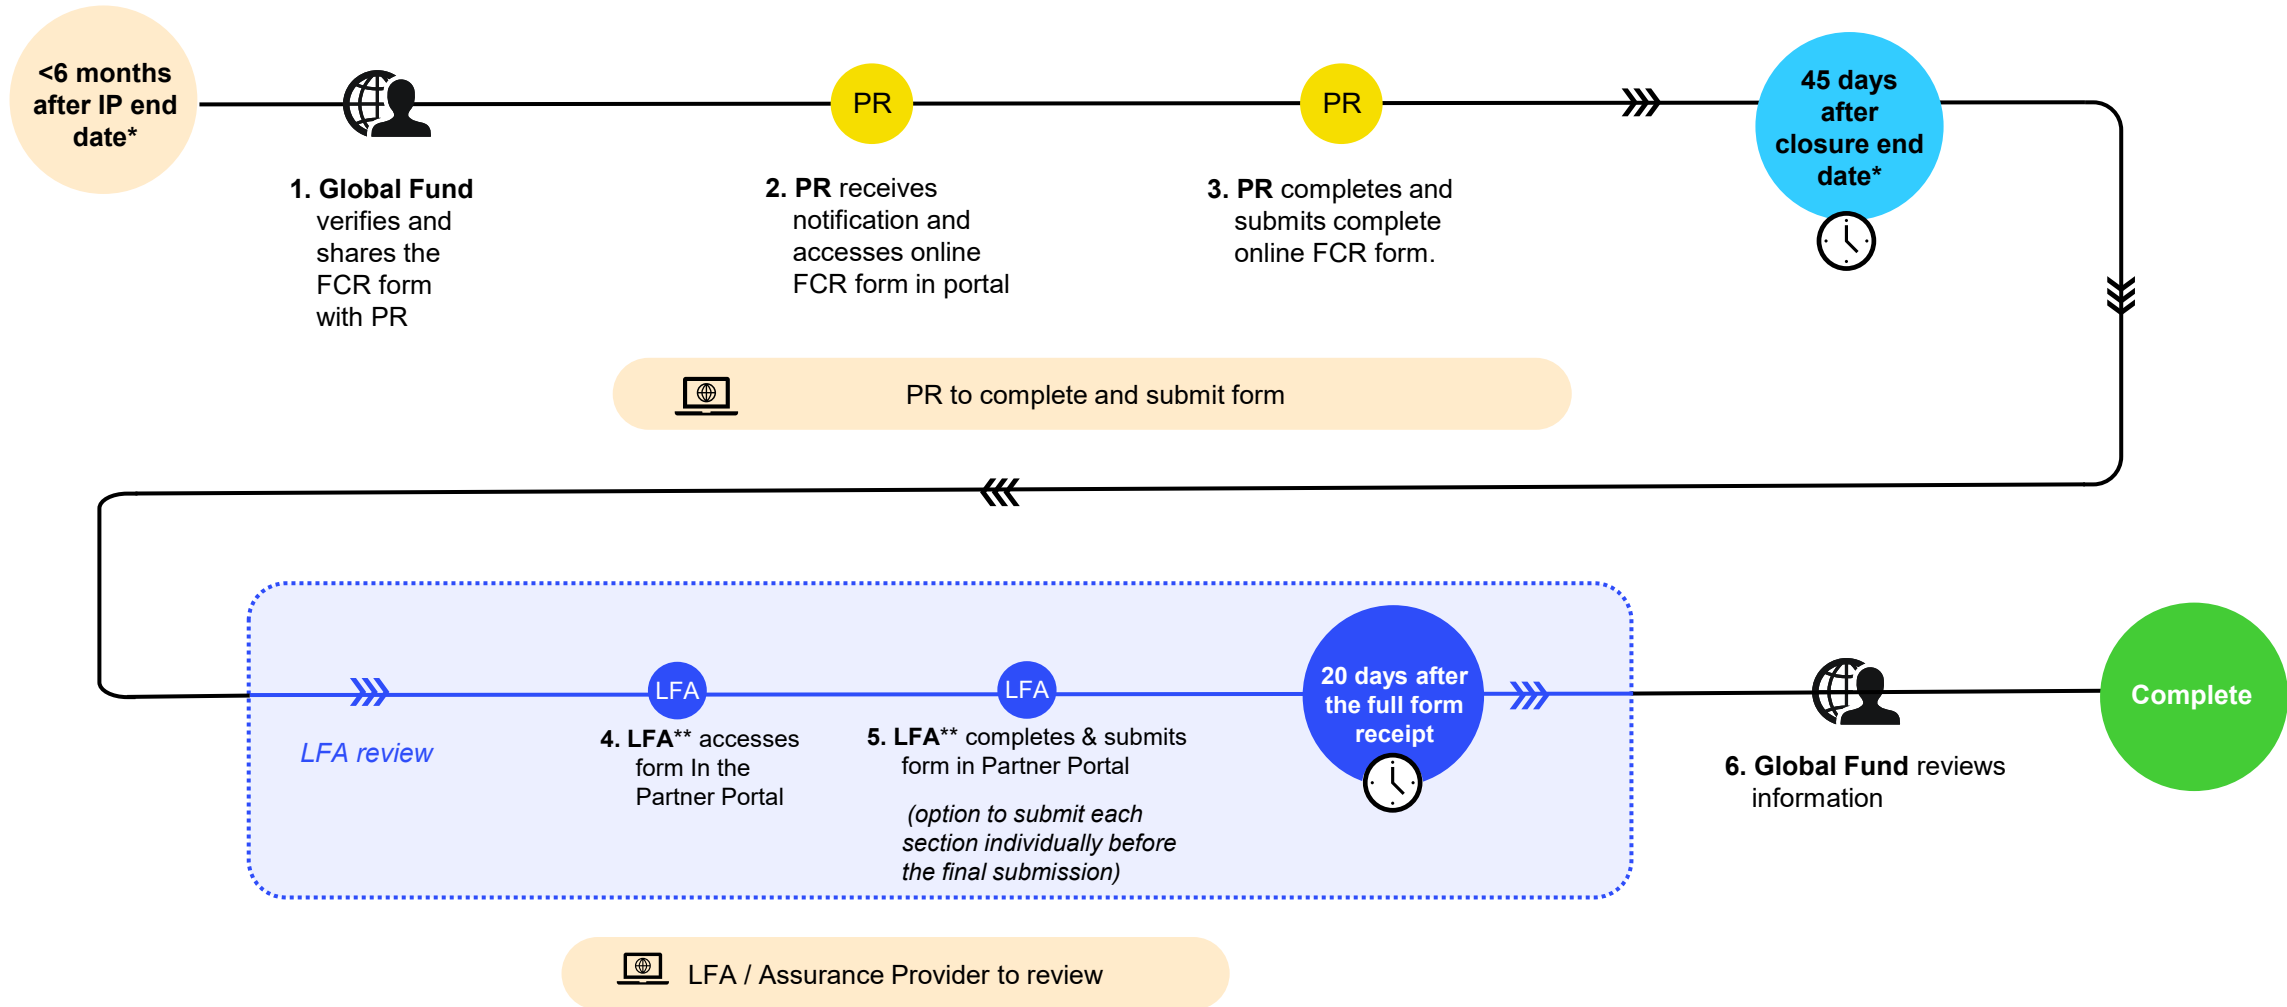 <6 months
after IP end
date*
1. Global Fund
verifies and
shares the
FCR form
with PR
PR
2. PR receives
notification and
accesses online
FCR form in portal
PR
3. PR completes and
submits complete
online FCR form.
45 days
after
closure end
date*
PR to complete and submit form
LFA review
LFA
4. LFA** accesses
form In the
Partner Portal
LFA
5. LFA** completes & submits
form in Partner Portal
(option to submit each
section individually before
the final submission)
20 days after
the full form
receipt
6. Global Fund reviews
information
Complete
LFA / Assurance Provider to review